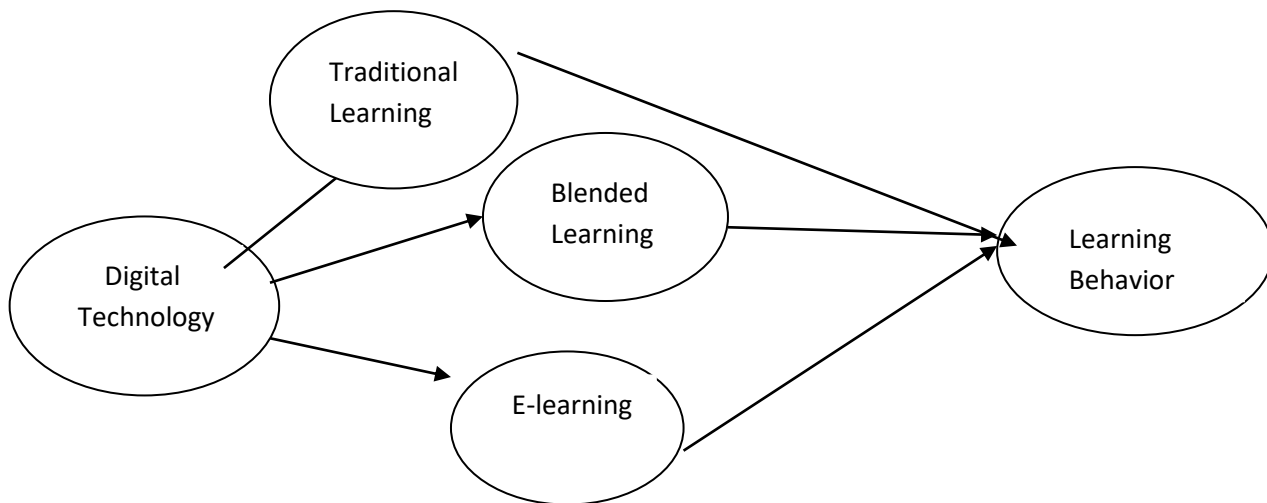 Traditional
Learning
Blended
Learning
Digital
Technology
Learning
Behavior
E-learning